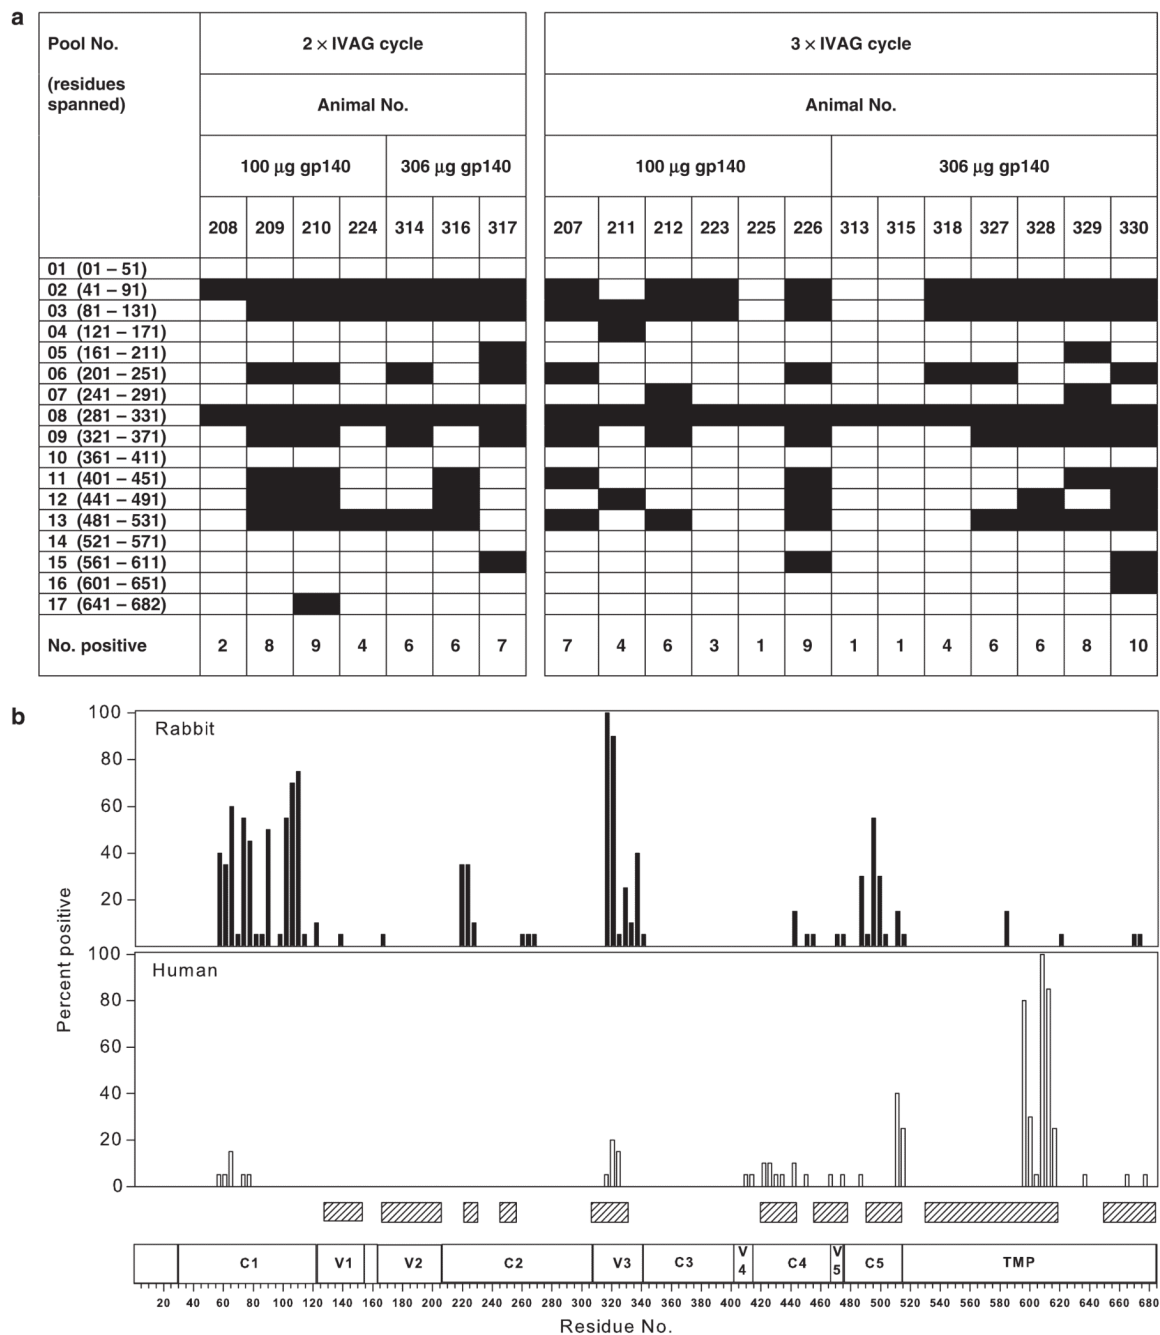 a
Pool No.
(residues
spanned)
2 × IVAG cycle
3 × IVAG cycle
Animal No.
Animal No.
100 µg gp140
306 µg gp140
100 µg gp140
306 µg gp140
208 209 210 224 314 316 317 207 211 212 223 225 226 313 315 318 327 328 329 330
01 (01 – 51)
02 (41 – 91)
03 (81 – 131)
04 (121 – 171)
05 (161 – 211)
06 (201 – 251)
07 (241 – 291)
08 (281 – 331)
09 (321 – 371)
10 (361 – 411)
11 (401 – 451)
12 (441 – 491)
13 (481 – 531)
14 (521 – 571)
15 (561 – 611)
16 (601 – 651)
17 (641 – 682)
No. positive 2 8 9 4 6 6 7 7 4 6 3 1 9 1 1 4 6 6 8 10
b
Percent positive
100
80
60
40
20
Rabbit
100
80
60
40
20
0
Human
C1 V1 V2 C2 V3 C3 V4 C4 V5 C5 TMP
20 40 60 80 100 120 140 160 180 200 220 240 260 280 300 320 340 360 380 400 420 440 460 480 500 520 540 560 580 600 620 640 660 680
Residue No.